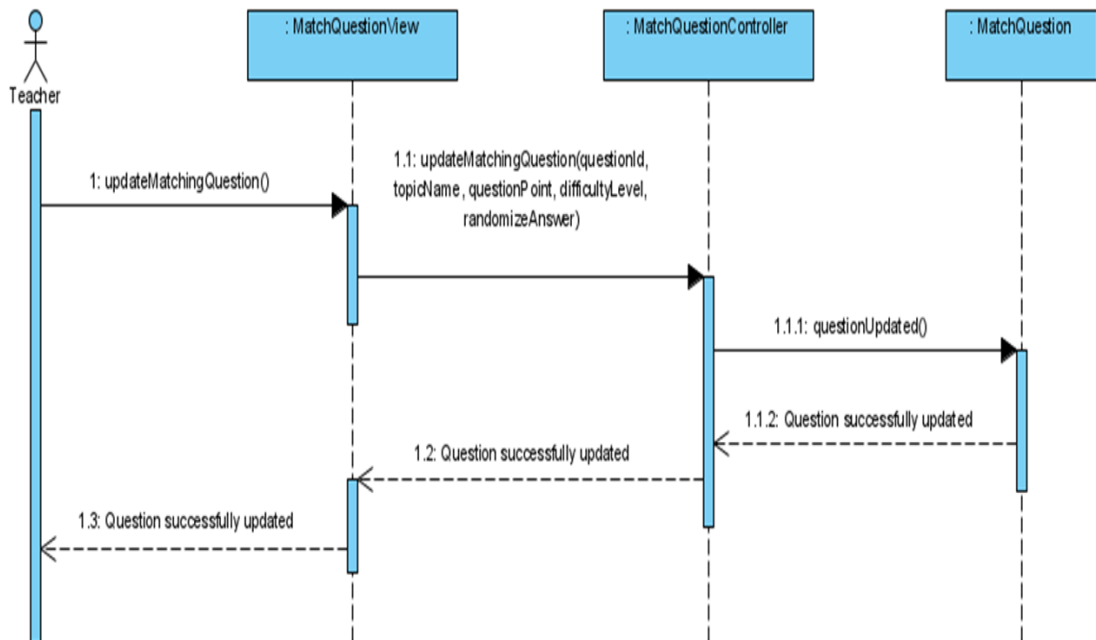 : MatchQuestionView
: MatchQuestionController
: MatchQuestion
Teacher
1: updateMatchingQuestion()
1.1: updateMatchingQuestion(questionId,
topicName, questionPoint, difficultyLevel,
randomizeAnswer)
1.1.1: questionUpdated()
1.1.2: Question successfully updated
1.2: Question successfully updated
1.3: Question successfully updated